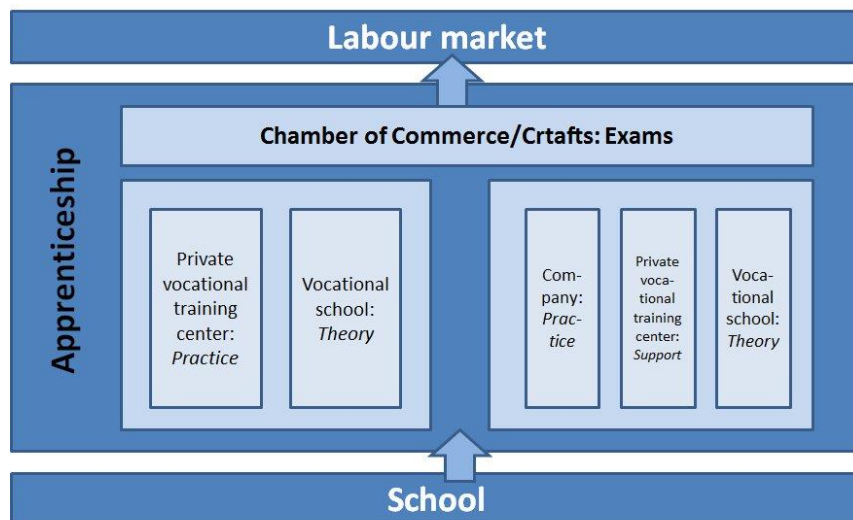 Labour market
Apprenticeship
Chamber of Commerce/Crtafts: Exams
Private
vocational
training
center:
Practice
Vocational
school:
Theory
Com-
pany:
Prac-
tice
Private
voca-
tional
training
center:
Support
Voca-
tional
school:
Theory
School